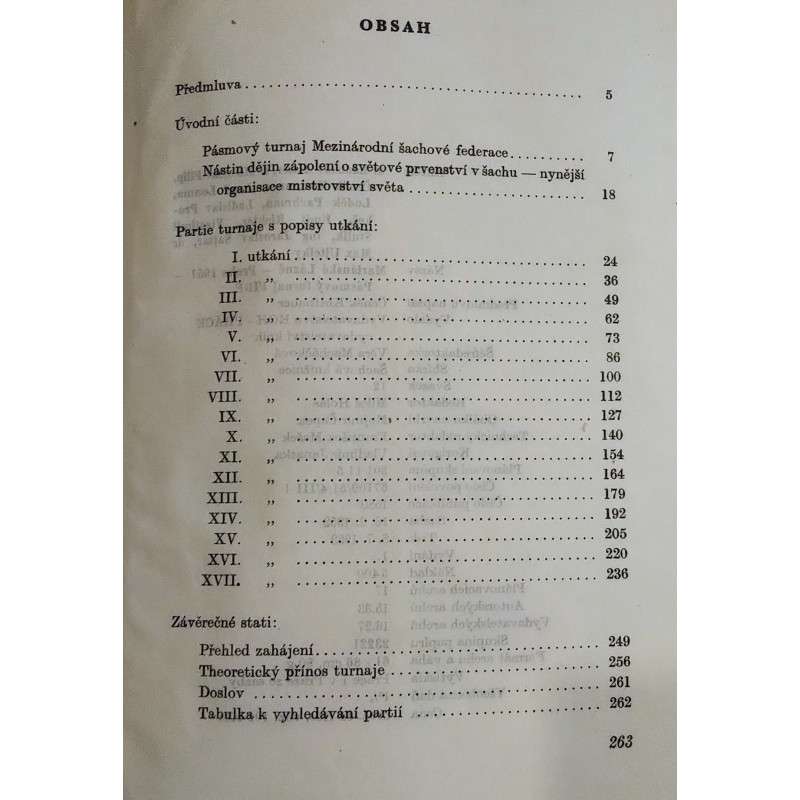 OBSAH
Předmluva . . . . . . . . . . . . . . . . . . . . . . . . . . . . . . . . . . . 5
Úvodní části:
Pásmový turnaj Mezinárodní šachové federace . . . . . . . . . . 7
Nástin dějin zápolení o světové prvenství v šachu — nynější
organisace mistrovství světa . . . . . . . . . . . . . . . . . . . . 18
Partie turnaje s popisy utkání:
I. utkání . . . . . . . . . . . . . . . . . . . . . . . . . . . . . . 24
II. „ . . . . . . . . . . . . . . . . . . . . . . . . . . . . . . 36
III. „ . . . . . . . . . . . . . . . . . . . . . . . . . . . . . . 49
IV. „ . . . . . . . . . . . . . . . . . . . . . . . . . . . . . . 62
V. „ . . . . . . . . . . . . . . . . . . . . . . . . . . . . . . 73
VI. „ . . . . . . . . . . . . . . . . . . . . . . . . . . . . . . 86
VII. „ . . . . . . . . . . . . . . . . . . . . . . . . . . . . . . 100
VIII. „ . . . . . . . . . . . . . . . . . . . . . . . . . . . . . . 112
IX. „ . . . . . . . . . . . . . . . . . . . . . . . . . . . . . . 127
X. „ . . . . . . . . . . . . . . . . . . . . . . . . . . . . . . 140
XI. „ . . . . . . . . . . . . . . . . . . . . . . . . . . . . . . 154
XII. „ . . . . . . . . . . . . . . . . . . . . . . . . . . . . . . 164
XIII. „ . . . . . . . . . . . . . . . . . . . . . . . . . . . . . . 179
XIV. „ . . . . . . . . . . . . . . . . . . . . . . . . . . . . . . 192
XV. „ . . . . . . . . . . . . . . . . . . . . . . . . . . . . . . 205
XVI. „ . . . . . . . . . . . . . . . . . . . . . . . . . . . . . . 220
XVII. „ . . . . . . . . . . . . . . . . . . . . . . . . . . . . . . 236
Závěrečné stati:
Přehled zahájení . . . . . . . . . . . . . . . . . . . . . . . . . . . . 249
Theoretický přínos turnaje . . . . . . . . . . . . . . . . . . . . . . 256
Doslov . . . . . . . . . . . . . . . . . . . . . . . . . . . . . . . . . . 261
Tabulka k vyhledávání partií . . . . . . . . . . . . . . . . . . . . 262
263